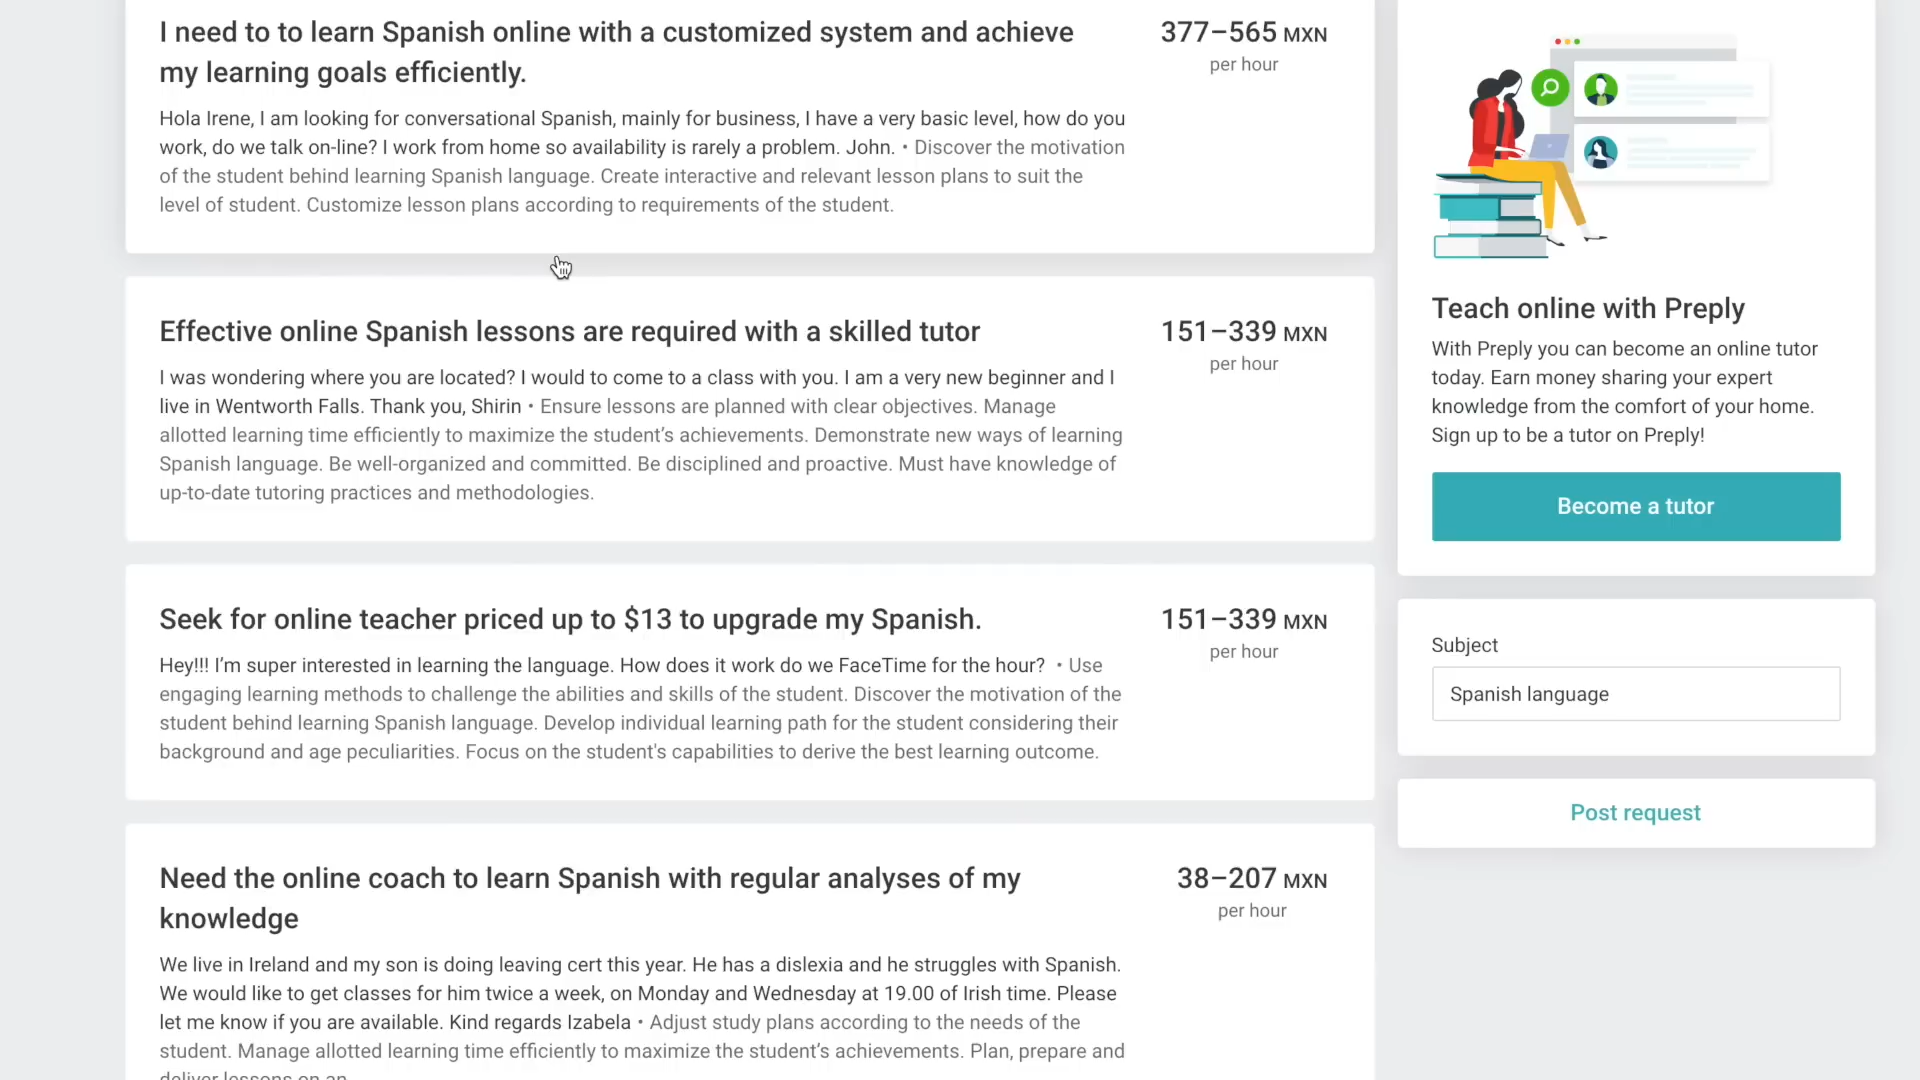 I need to to learn Spanish online with a customized system and achieve
my learning goals efficiently.
377–565 MXN
per hour
Hola Irene, I am looking for conversational Spanish, mainly for business, I have a very basic level, how do you
work, do we talk on-line? I work from home so availability is rarely a problem. John. • Discover the motivation
of the student behind learning Spanish language. Create interactive and relevant lesson plans to suit the
level of student. Customize lesson plans according to requirements of the student.
Effective online Spanish lessons are required with a skilled tutor
151–339 MXN
per hour
I was wondering where you are located? I would to come to a class with you. I am a very new beginner and I
live in Wentworth Falls. Thank you, Shirin • Ensure lessons are planned with clear objectives. Manage
allotted learning time efficiently to maximize the student’s achievements. Demonstrate new ways of learning
Spanish language. Be well-organized and committed. Be disciplined and proactive. Must have knowledge of
up-to-date tutoring practices and methodologies.
Seek for online teacher priced up to $13 to upgrade my Spanish.
151–339 MXN
per hour
Hey!!! I’m super interested in learning the language. How does it work do we FaceTime for the hour? • Use
engaging learning methods to challenge the abilities and skills of the student. Discover the motivation of the
student behind learning Spanish language. Develop individual learning path for the student considering their
background and age peculiarities. Focus on the student's capabilities to derive the best learning outcome.
Need the online coach to learn Spanish with regular analyses of my
knowledge
38–207 MXN
per hour
We live in Ireland and my son is doing leaving cert this year. He has a dislexia and he struggles with Spanish.
We would like to get classes for him twice a week, on Monday and Wednesday at 19.00 of Irish time. Please
let me know if you are available. Kind regards Izabela • Adjust study plans according to the needs of the
student. Manage allotted learning time efficiently to maximize the student’s achievements. Plan, prepare and
deliver lessons on an
Teach online with Preply
With Preply you can become an online tutor
today. Earn money sharing your expert
knowledge from the comfort of your home.
Sign up to be a tutor on Preply!
Become a tutor
Subject
Spanish language
Post request